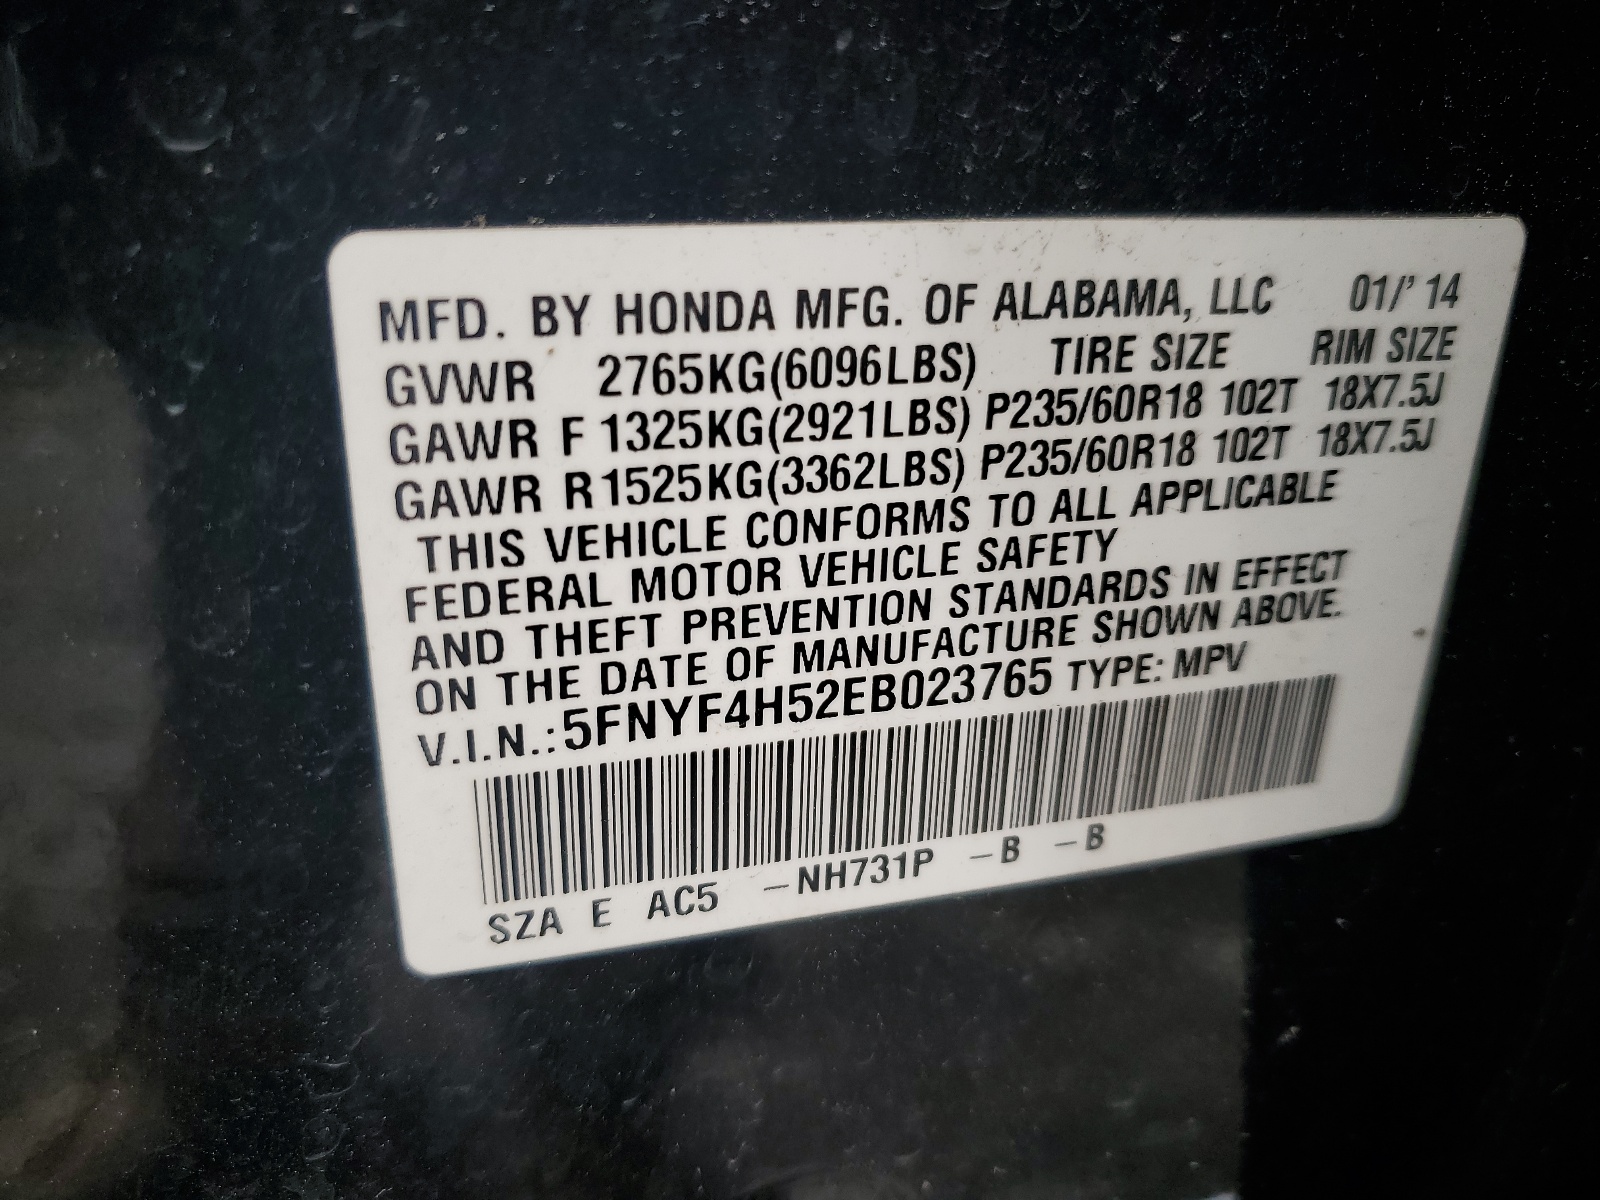 MFD. BY HONDA MFG. OF ALABAMA, LLC 01/'14
GVWR 2765KG(6096LBS) TIRE SIZE RIM SIZE
GAWR F 1325KG(2921LBS) P235/60R18 102T 18X7.5J
GAWR R 1525KG(3362LBS) P235/60R18 102T 18X7.5J
THIS VEHICLE CONFORMS TO ALL APPLICABLE
FEDERAL MOTOR VEHICLE SAFETY
AND THEFT PREVENTION STANDARDS IN EFFECT
ON THE DATE OF MANUFACTURE SHOWN ABOVE.
V.I.N.: 5FNYF4H52EB023765 TYPE: MPV
SZA E AC5 -NH731P -B -B